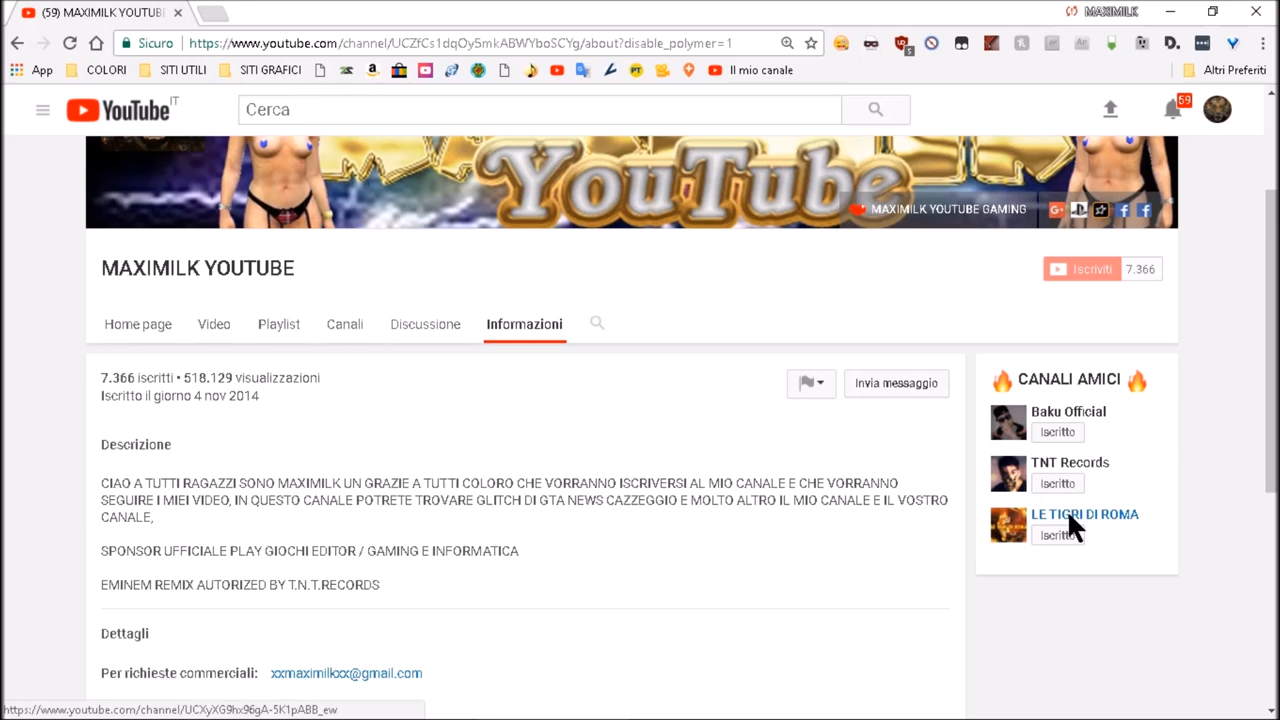 (59) MAXIMILK YOUTUBE
MAXIMILK
Sicuro https://www.youtube.com/channel/UCZfCs1dqOy5mkABWYboSCYg/about?disable_polymer=1
App COLORI SITI UTILI SITI GRAFICI Il mio canale Altri Preferiti
YouTube IT
Cerca
59
YouTube
MAXIMILK YOUTUBE GAMING
MAXIMILK YOUTUBE
Iscriviti 7.366
Home page Video Playlist Canali Discussione Informazioni
7.366 iscritti • 518.129 visualizzazioni
Iscritto il giorno 4 nov 2014
Invia messaggio
Descrizione
CIAO A TUTTI RAGAZZI SONO MAXIMILK UN GRAZIE A TUTTI COLORO CHE VORRANNO ISCRIVERSI AL MIO CANALE E CHE VORRANNO
SEGUIRE I MIEI VIDEO, IN QUESTO CANALE POTRETE TROVARE GLITCH DI GTA NEWS CAZZEGGIO E MOLTO ALTRO IL MIO CANALE E IL VOSTRO
CANALE,
SPONSOR UFFICIALE PLAY GIOCHI EDITOR / GAMING E INFORMATICA
EMINEM REMIX AUTORIZED BY T.N.T.RECORDS
Dettagli
Per richieste commerciali: xxmaximilkxx@gmail.com
CANALI AMICI
Baku Official
Iscritto
TNT Records
Iscritto
LE TIGRI DI ROMA
Iscritto
https://www.youtube.com/channel/UCXyXG9hx96gA-5K1pABB_ew